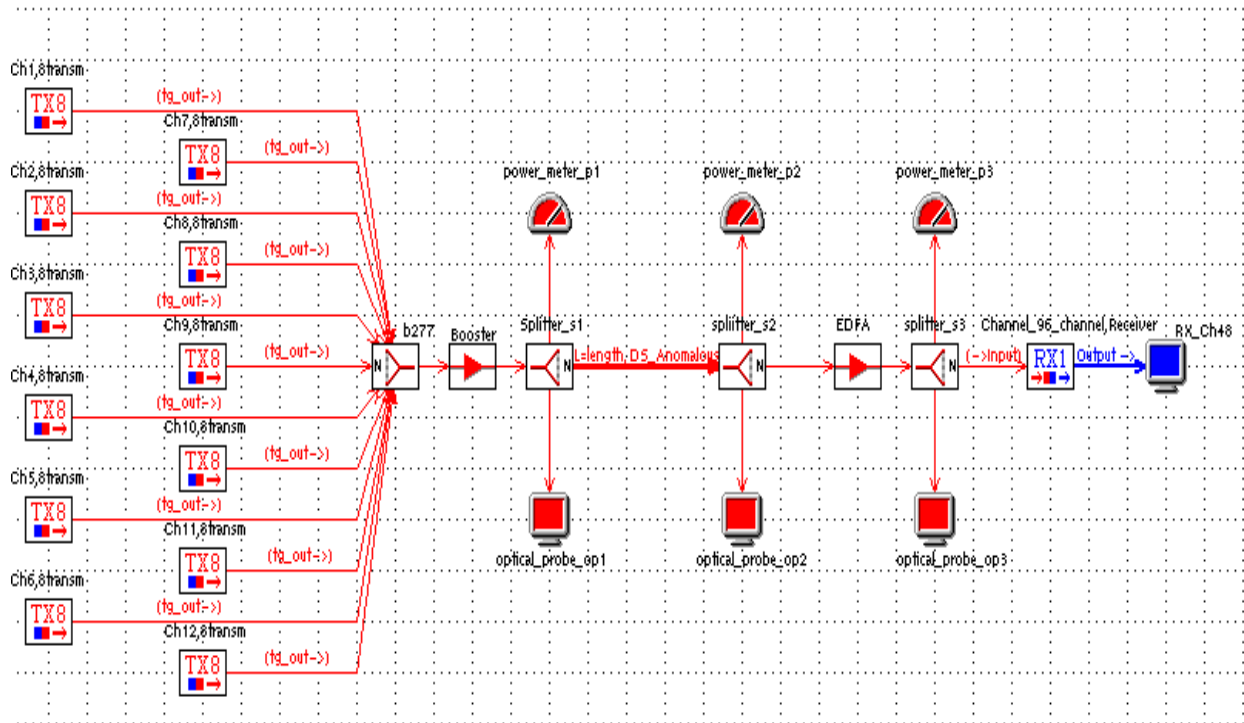 Ch1,8transm
TX8
(tg_out->)
Ch7,8transm
TX8
(tg_out->)
Ch2,8transm
TX8
(tg_out->)
Ch8,8transm
TX8
(tg_out->)
Ch3,8transm
TX8
(tg_out->)
Ch9,8transm
TX8
(tg_out->)
Ch4,8transm
TX8
(tg_out->)
Ch10,8transm
TX8
(tg_out->)
Ch5,8transm
TX8
(tg_out->)
Ch11,8transm
TX8
(tg_out->)
Ch6,8transm
TX8
(tg_out->)
Ch12,8transm
TX8
(tg_out->)
b277
N
Booster
power_meter_p1
Splitter_s1
N
optical_probe_op1
L=length,DS_Anomalous
power_meter_p2
splitter_s2
N
optical_probe_op2
EDFA
power_meter_p3
splitter_s3
N
optical_probe_op3
(->Input)
Channel_96_channel,Receiver
RX1
Output ->
RX_Ch48